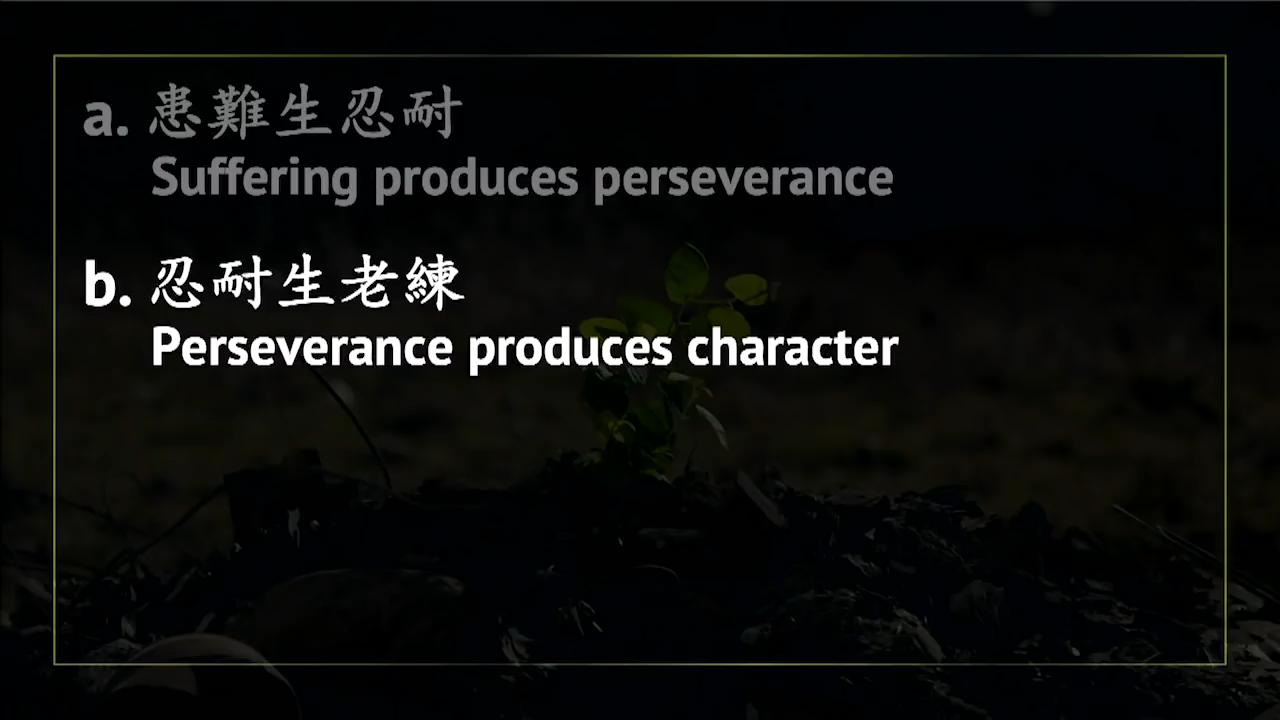 a. 患難生忍耐
Suffering produces perseverance
b. 忍耐生老練
Perseverance produces character